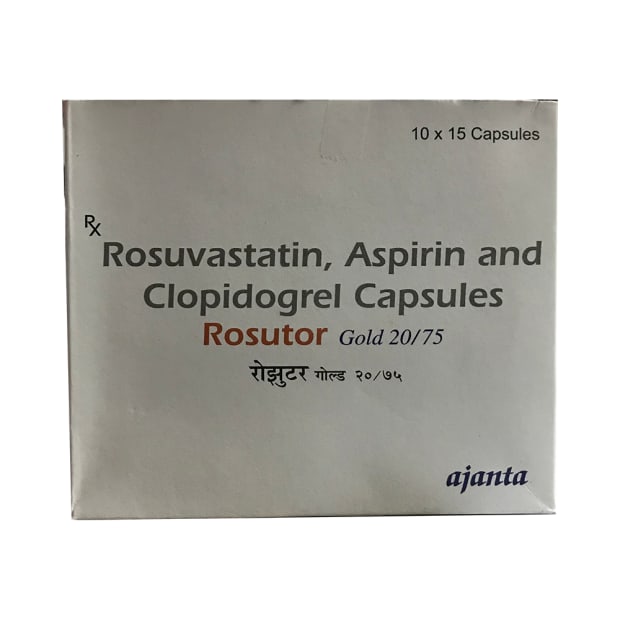 10 x 15 Capsules
Rx
Rosuvastatin, Aspirin and
Clopidogrel Capsules
Rosutor Gold 20/75
रोझुटर गोल्ड २०/७५
ajanta